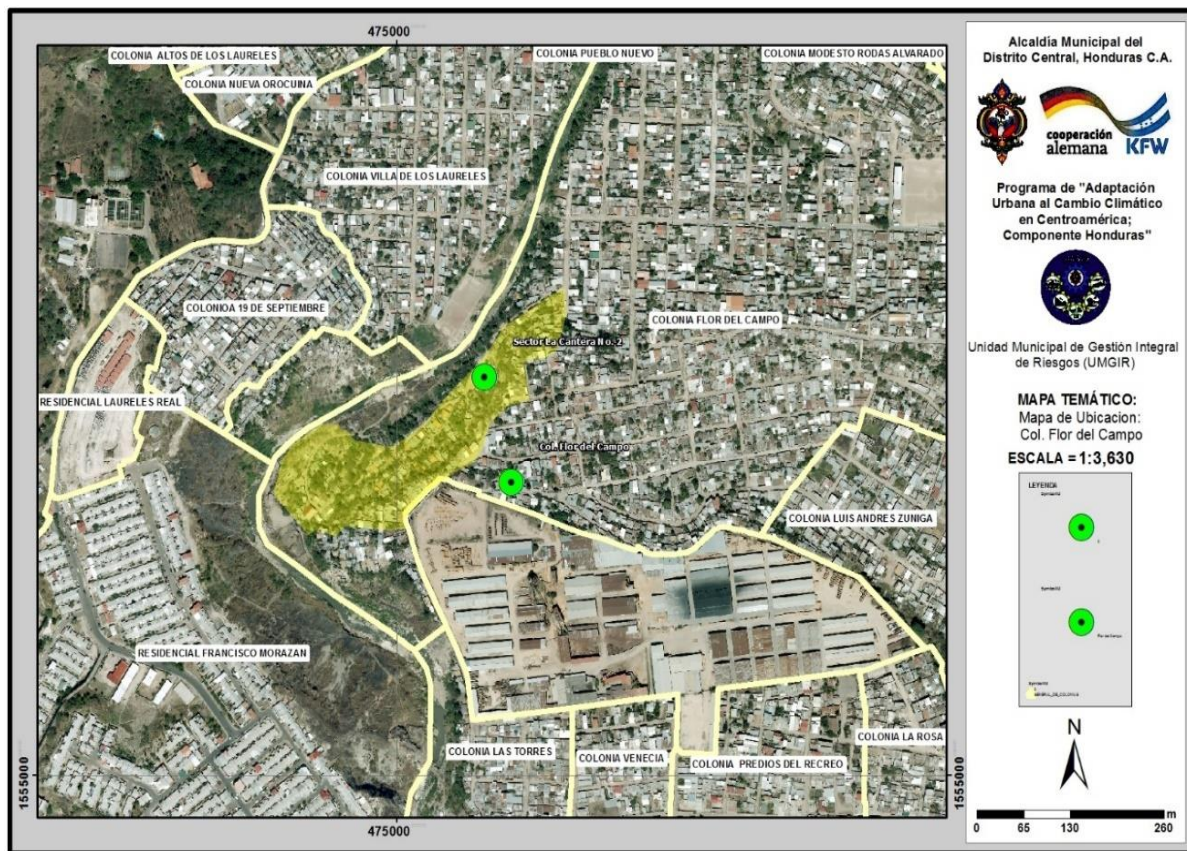 475000
COLONIA ALTOS DE LOS LAURELES
COLONIA PUEBLO NUEVO
COLONIA MODESTO RODAS ALVARADO
COLONIA NUEVA OROCUINA
COLONIA VILLA DE LOS LAURELES
COLONIOA 19 DE SEPTIEMBRE
COLONIA FLOR DEL CAMPO
Sector La Cantera No. 2
RESIDENCIAL LAURELES REAL
Col. Flor del Campo
COLONIA LUIS ANDRES ZUNIGA
RESIDENCIAL FRANCISCO MORAZAN
COLONIA LAS TORRES
COLONIA VENECIA
COLONIA PREDIOS DEL RECREO
COLONIA LA ROSA
1555000
1555000
475000
Alcaldía Municipal del
Distrito Central, Honduras C.A.
cooperación
alemana
KFW
Programa de "Adaptación
Urbana al Cambio Climático
en Centroamérica;
Componente Honduras"
Unidad Municipal de Gestión Integral
de Riesgos (UMGIR)
MAPA TEMÁTICO:
Mapa de Ubicacion:
Col. Flor del Campo
ESCALA = 1:3,630
LEYENDA
N
m
0 65 130 260